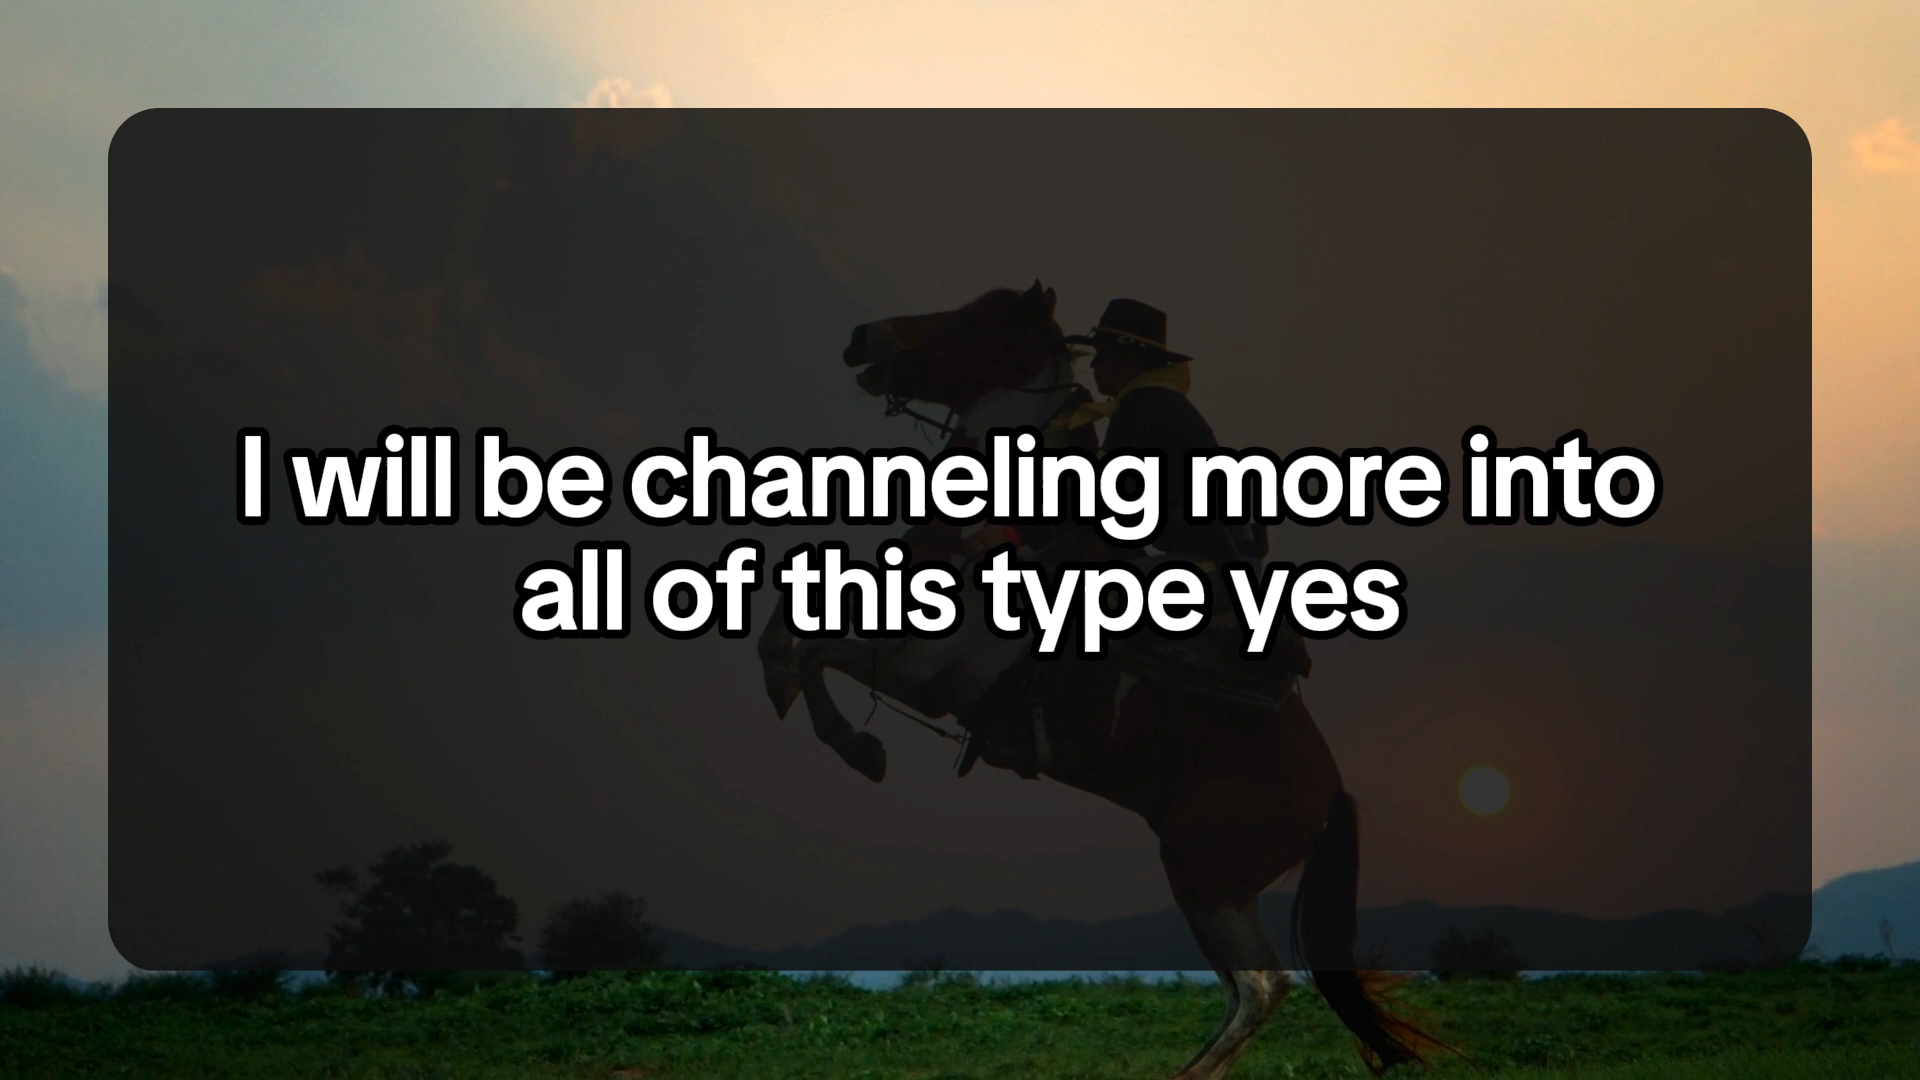 I will be channeling more into
all of this type yes